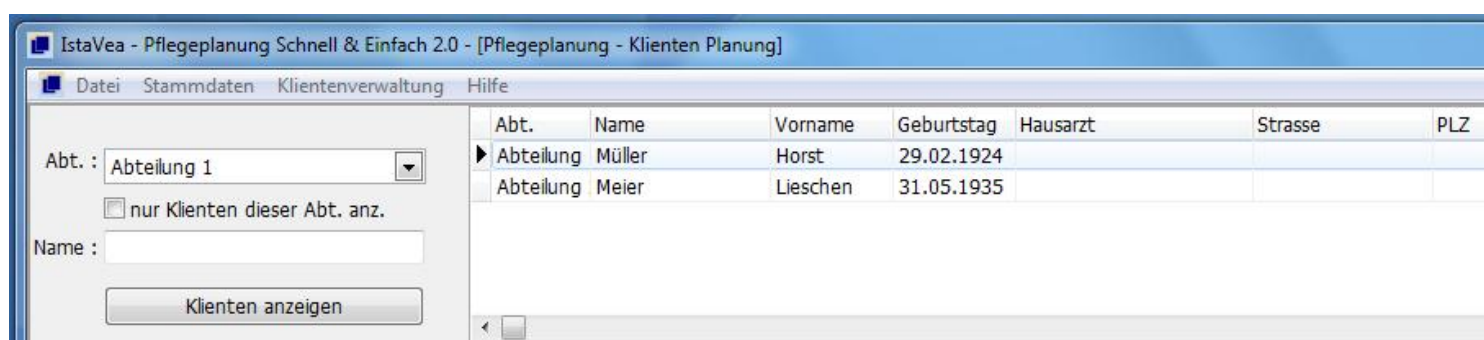 IstaVea - Pflegeplanung Schnell & Einfach 2.0 - [Pflegeplanung - Klienten Planung]
Datei Stammdaten Klientenverwaltung Hilfe
Abt. Name Vorname Geburtstag Hausarzt Strasse PLZ
Abt. : Abteilung 1
Abteilung Müller Horst 29.02.1924
Abteilung Meier Lieschen 31.05.1935
nur Klienten dieser Abt. anz.
Name :
Klienten anzeigen